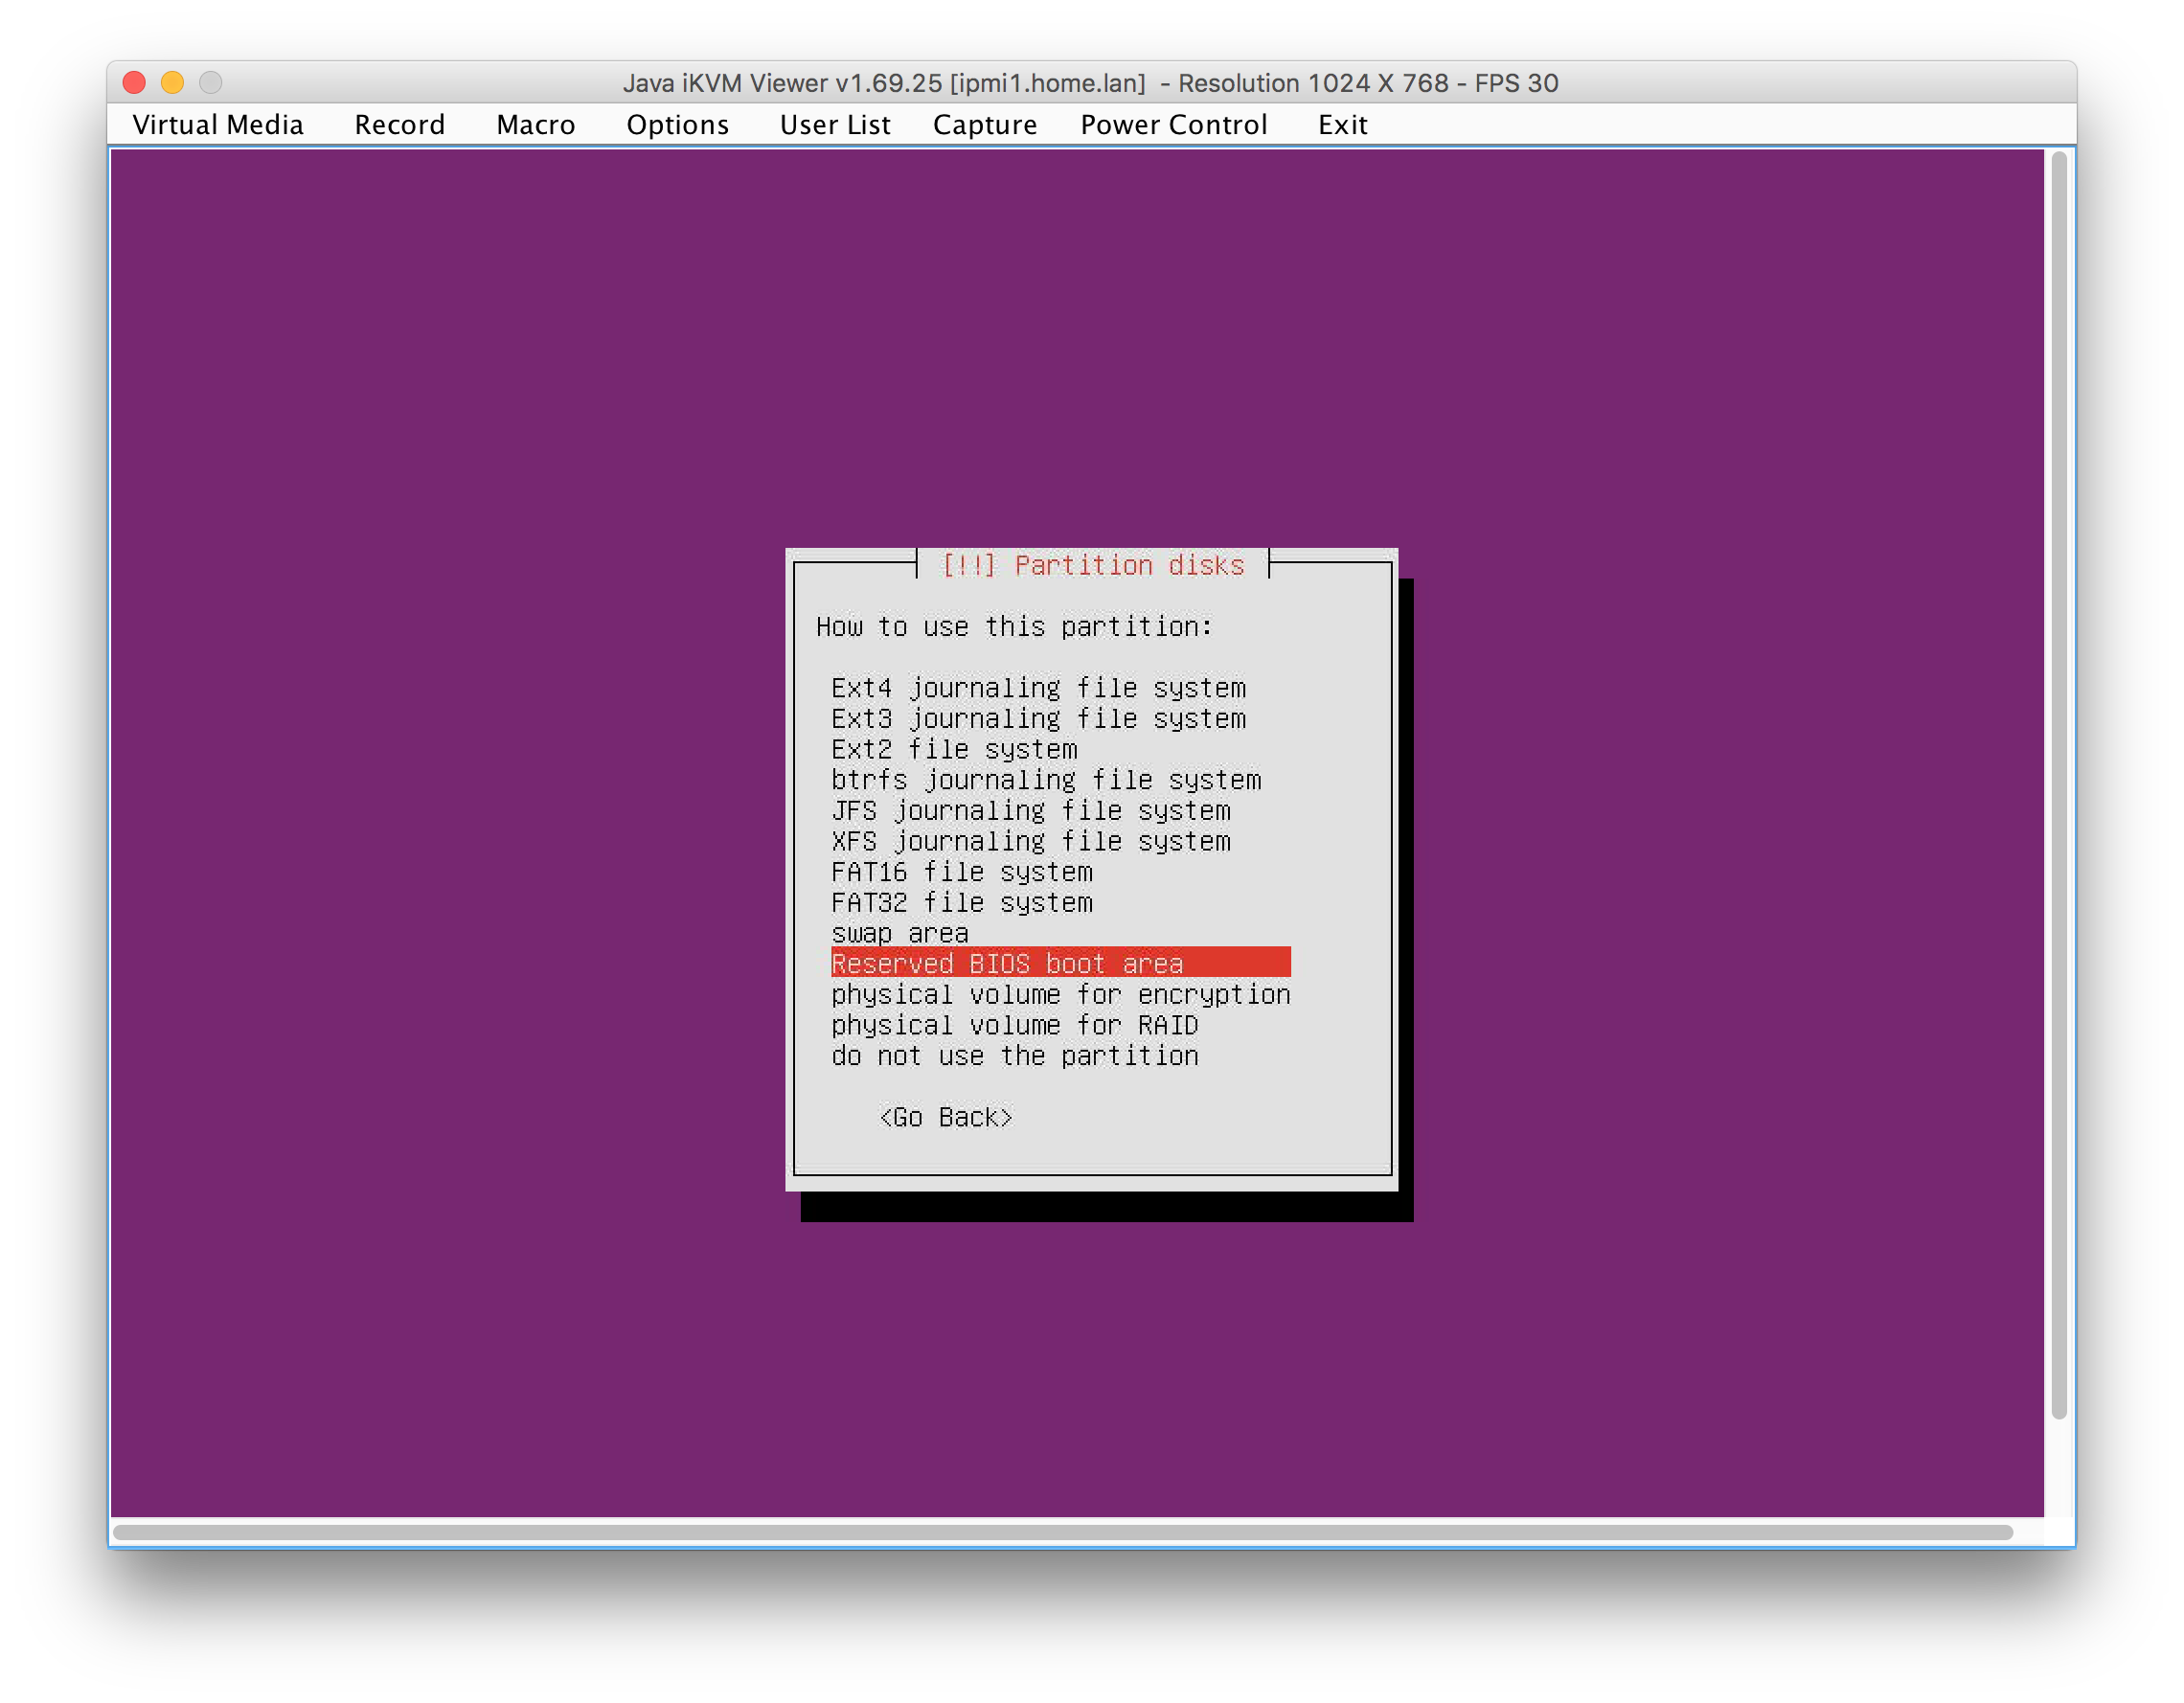 Java iKVM Viewer v1.69.25 [ipmi1.home.lan]  - Resolution 1024 X 768 - FPS 30
Virtual Media Record Macro Options User List Capture Power Control Exit
[!!] Partition disks
How to use this partition:
Ext4 journaling file system
Ext3 journaling file system
Ext2 file system
btrfs journaling file system
JFS journaling file system
XFS journaling file system
FAT16 file system
FAT32 file system
swap area
Reserved BIOS boot area
physical volume for encryption
physical volume for RAID
do not use the partition
<Go Back>